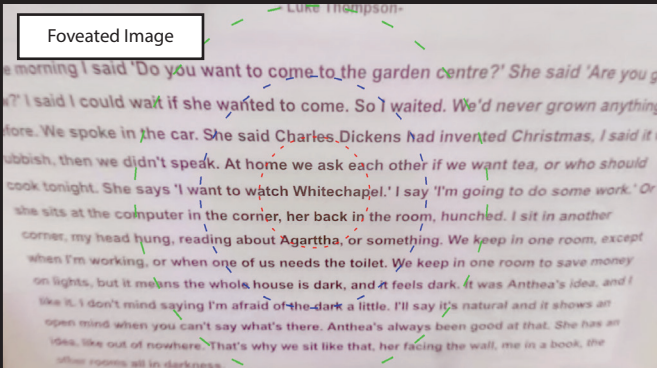 Foveated Image
- Luke Thompson-
e morning I said 'Do you want to come to the garden centre?' She said 'Are you g
?' I said I could wait if she wanted to come. So I waited. We'd never grown anything
fore. We spoke in the car. She said Charles Dickens had invented Christmas, I said it
ubbish, then we didn't speak. At home we ask each other if we want tea, or who should
cook tonight. She says 'I want to watch Whitechapel.' I say 'I'm going to do some work.' Or
she sits at the computer in the corner, her back in the room, hunched. I sit in another
corner, my head hung, reading about Agarttha, or something. We keep in one room, except
when I'm working, or when one of us needs the toilet. We keep in one room to save money
on lights, but it means the whole house is dark, and it feels dark. It was Anthea's idea, and I
like it. I don't mind saying I'm afraid of the dark a little. I'll say it's natural and it shows an
open mind when you can't say what's there. Anthea's always been good at that. She has an
idea, like out of nowhere. That's why we sit like that, her facing the wall, me in a book, the
other rooms all in darkness.